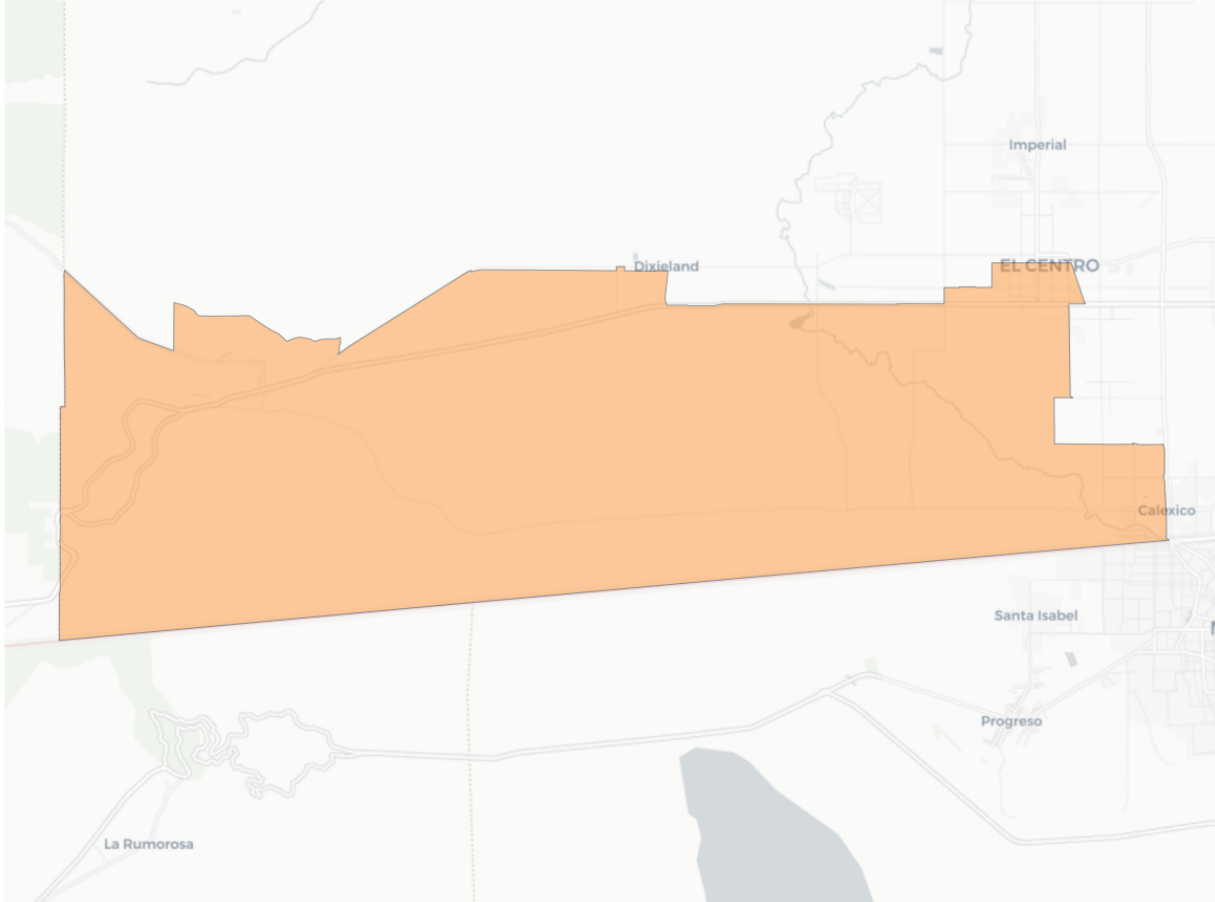 Imperial
Dixieland
EL CENTRO
Calexico
Santa Isabel
Progreso
La Rumorosa